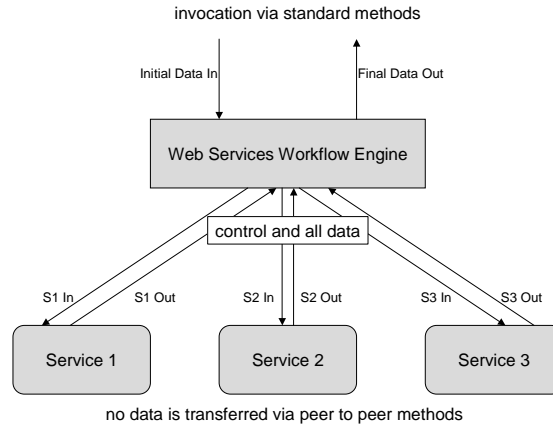 invocation via standard methods
Initial Data In
Final Data Out
Web Services Workflow Engine
control and all data
S1 In
S1 Out
S2 In
S2 Out
S3 In
S3 Out
Service 1
Service 2
Service 3
no data is transferred via peer to peer methods